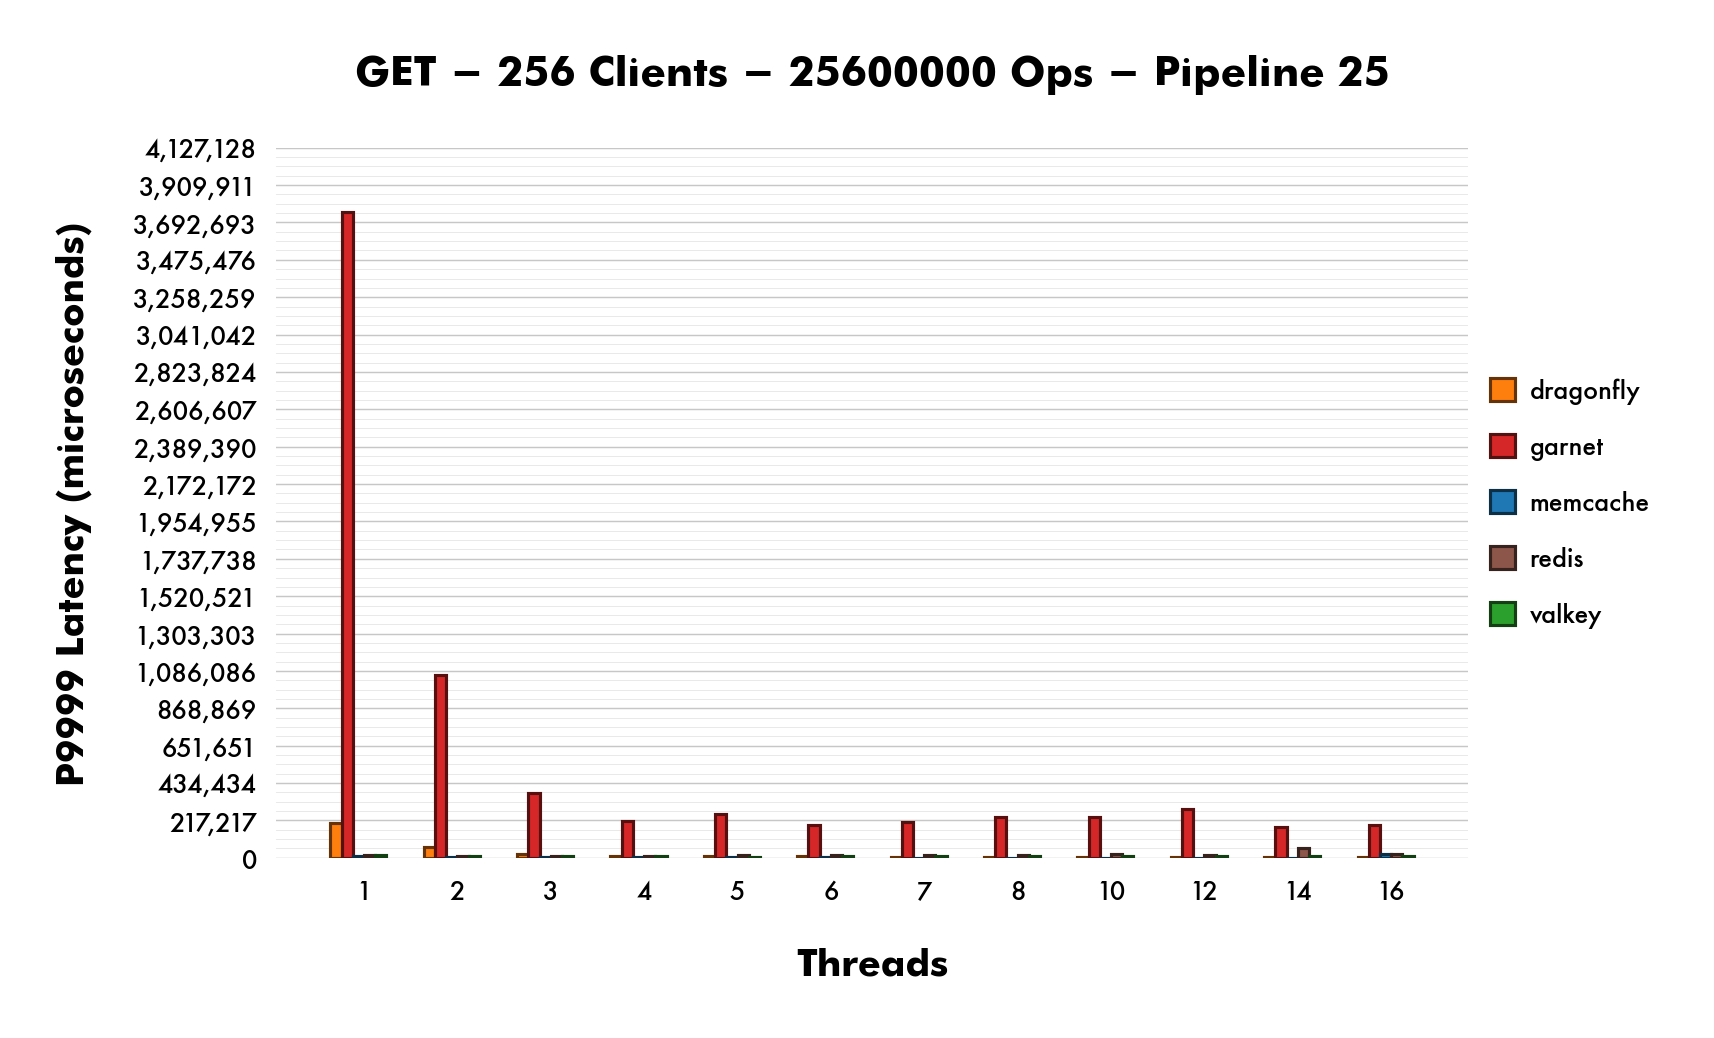 GET – 256 Clients – 25600000 Ops – Pipeline 25
P9999 Latency (microseconds)
4,127,128
3,909,911
3,692,693
3,475,476
3,258,259
3,041,042
2,823,824
2,606,607
2,389,390
2,172,172
1,954,955
1,737,738
1,520,521
1,303,303
1,086,086
868,869
651,651
434,434
217,217
0
1 2 3 4 5 6 7 8 10 12 14 16
Threads
dragonfly
garnet
memcache
redis
valkey